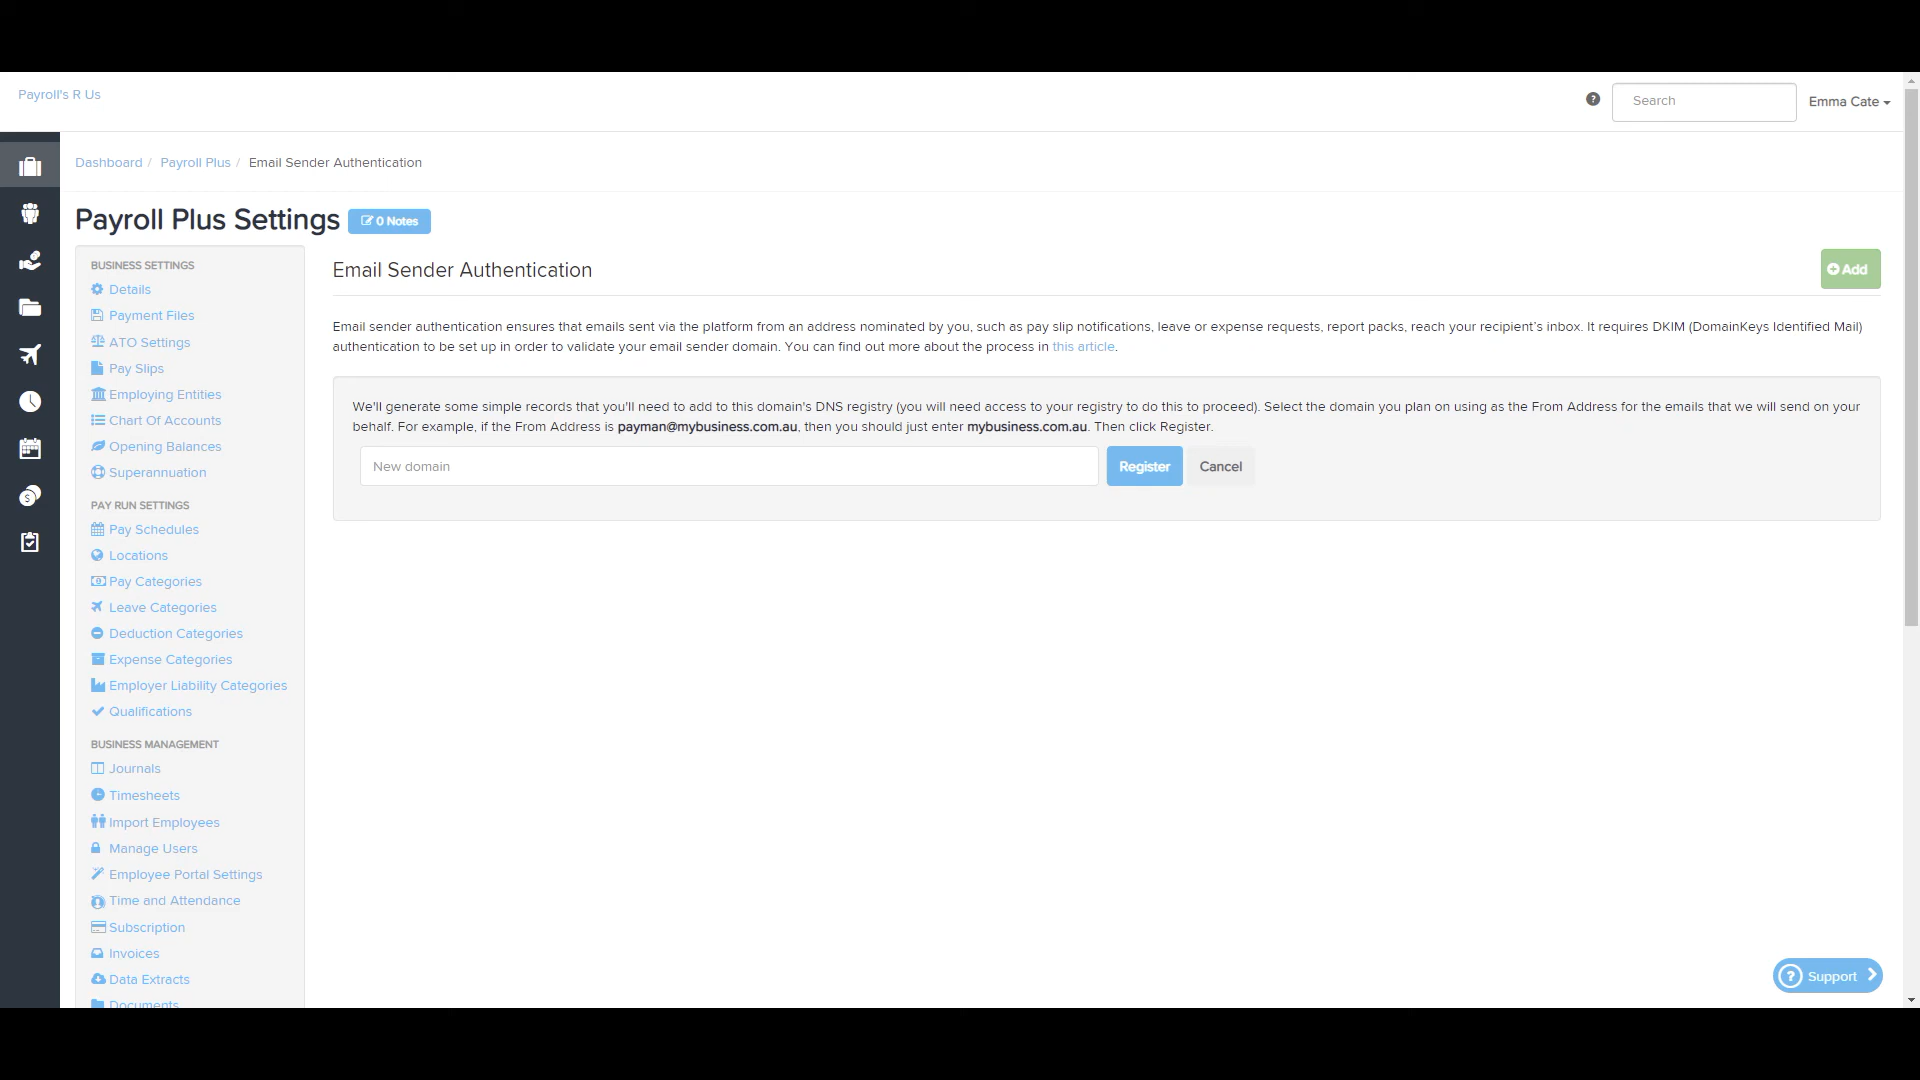 Payroll's R Us
Search
Emma Cate
Dashboard / Payroll Plus / Email Sender Authentication
Payroll Plus Settings
0 Notes
BUSINESS SETTINGS
Details
Payment Files
ATO Settings
Pay Slips
Employing Entities
Chart Of Accounts
Opening Balances
Superannuation
PAY RUN SETTINGS
Pay Schedules
Locations
Pay Categories
Leave Categories
Deduction Categories
Expense Categories
Employer Liability Categories
Qualifications
BUSINESS MANAGEMENT
Journals
Timesheets
Import Employees
Manage Users
Employee Portal Settings
Time and Attendance
Subscription
Invoices
Data Extracts
Documents
Email Sender Authentication
Add
Email sender authentication ensures that emails sent via the platform from an address nominated by you, such as pay slip notifications, leave or expense requests, report packs, reach your recipient's inbox. It requires DKIM (DomainKeys Identified Mail)
authentication to be set up in order to validate your email sender domain. You can find out more about the process in this article.
We'll generate some simple records that you'll need to add to this domain's DNS registry (you will need access to your registry to do this to proceed). Select the domain you plan on using as the From Address for the emails that we will send on your
behalf. For example, if the From Address is payman@mybusiness.com.au, then you should just enter mybusiness.com.au. Then click Register.
New domain
Register
Cancel
Support